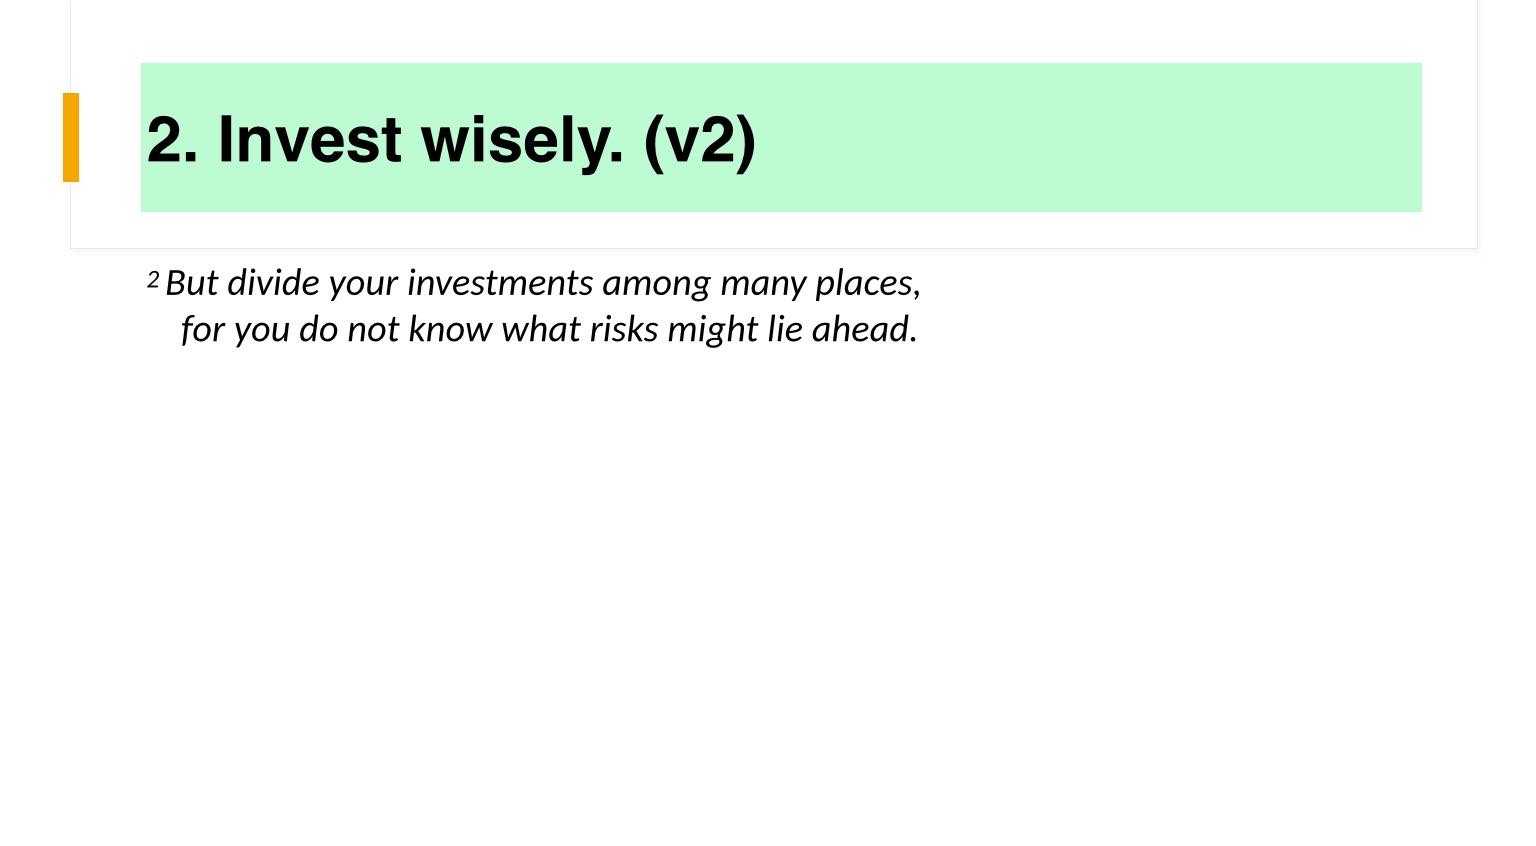 2. Invest wisely. (v2)
2 But divide your investments among many places,
for you do not know what risks might lie ahead.